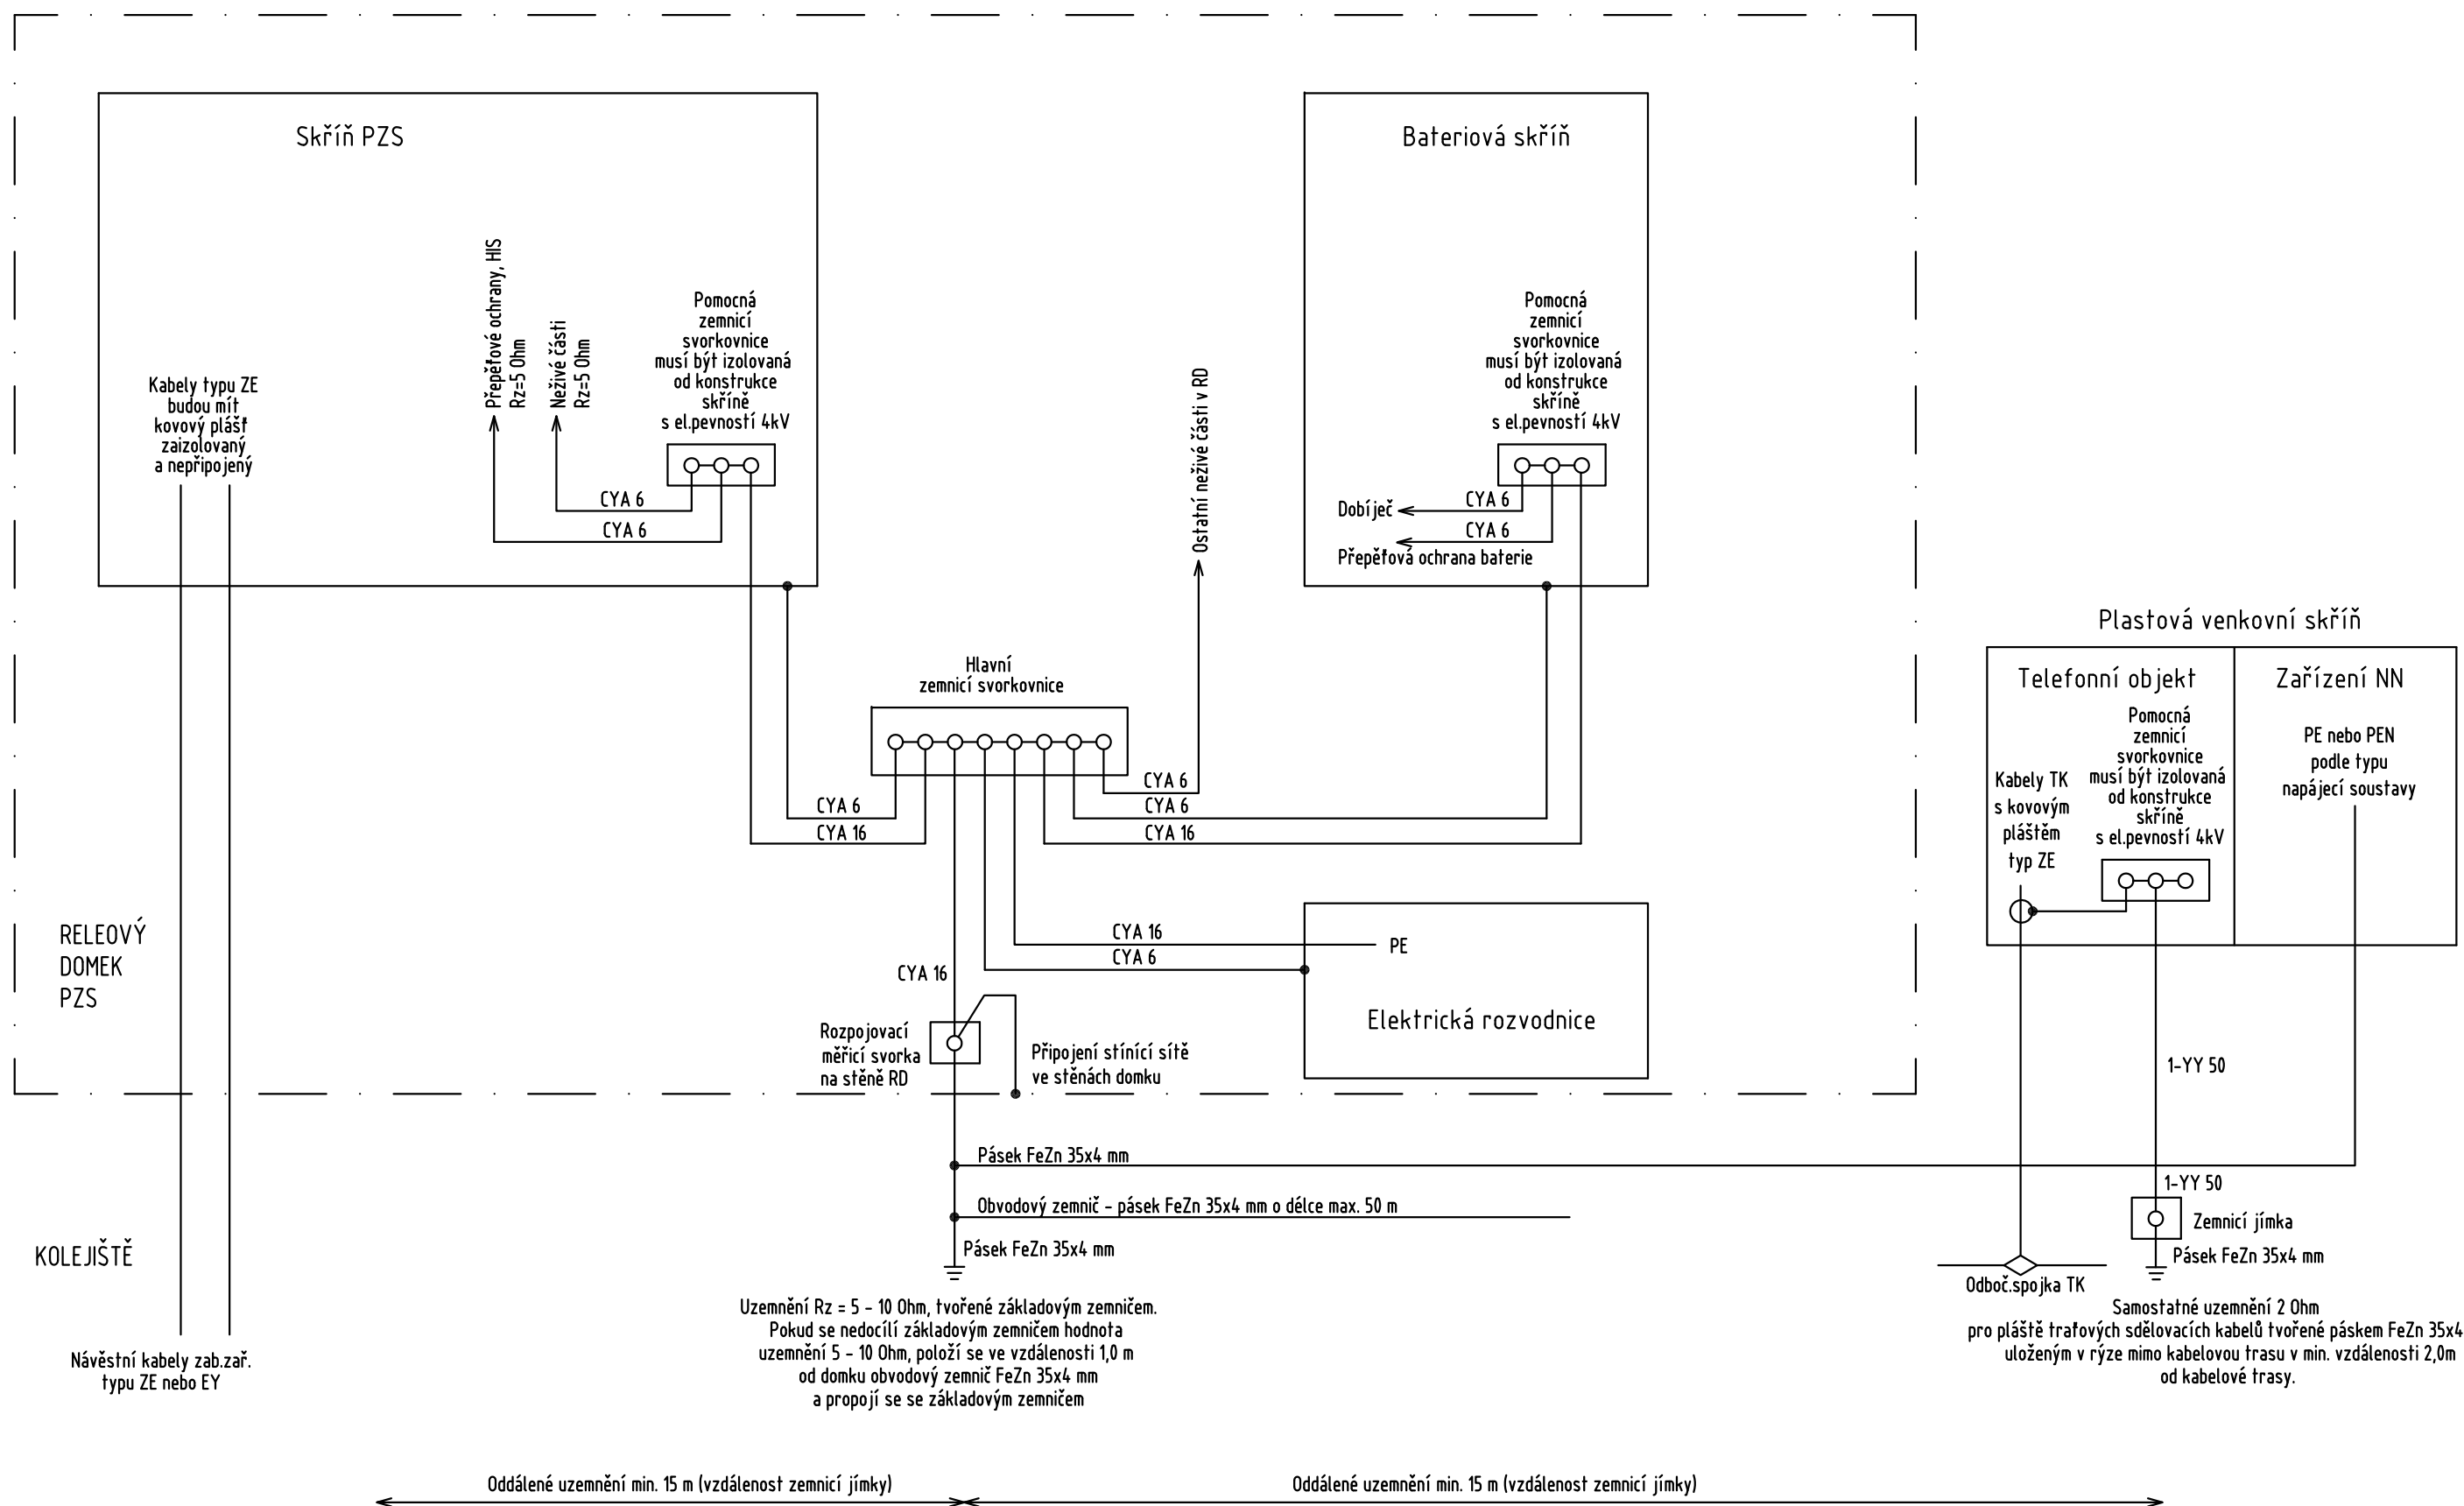 Skříň PZS
Bateriová skříň
Přepěťové ochrany, HIS
Rz=5 Ohm
Neživé části
Rz=5 Ohm
Pomocná
zemnicí
svorkovnice
musí být izolovaná
od konstrukce
skříně
s el.pevností 4kV
Pomocná
zemnicí
svorkovnice
musí být izolovaná
od konstrukce
skříně
s el.pevností 4kV
Kabely typu ZE
budou mít
kovový plášť
zaizolovaný
a nepřipojený
Ostatní neživé části v RD
CYA 6
CYA 6
Dobíječ
CYA 6
CYA 6
Přepěťová ochrana baterie
Plastová venkovní skříň
Hlavní
zemnicí svorkovnice
Telefonní objekt
Zařízení NN
Pomocná
zemnicí
svorkovnice
musí být izolovaná
od konstrukce
skříně
s el.pevností 4kV
PE nebo PEN
podle typu
napájecí soustavy
Kabely TK
s kovovým
pláštěm
typ ZE
CYA 6
CYA 6
CYA 6
CYA 16
CYA 16
RELEOVÝ
DOMEK
PZS
CYA 16
CYA 6
PE
CYA 16
Elektrická rozvodnice
Rozpojovací
měřicí svorka
na stěně RD
Připojení stínící sítě
ve stěnách domku
1-YY 50
Pásek FeZn 35x4 mm
1-YY 50
Obvodový zemnič - pásek FeZn 35x4 mm o délce max. 50 m
Zemnicí jímka
KOLEJIŠTĚ
Pásek FeZn 35x4 mm
Pásek FeZn 35x4 mm
Odboč.spojka TK
Uzemnění Rz = 5 - 10 Ohm, tvořené základovým zemničem.
Pokud se nedocílí základovým zemničem hodnota
uzemnění 5 - 10 Ohm, položí se ve vzdálenosti 1,0 m
od domku obvodový zemnič FeZn 35x4 mm
a propojí se se základovým zemničem
Samostatné uzemnění 2 Ohm
pro pláště traťových sdělovacích kabelů tvořené páskem FeZn 35x4
uloženým v rýze mimo kabelovou trasu v min. vzdálenosti 2,0m
od kabelové trasy.
Návěstní kabely zab.zař.
typu ZE nebo EY
Oddálené uzemnění min. 15 m (vzdálenost zemnicí jímky)
Oddálené uzemnění min. 15 m (vzdálenost zemnicí jímky)